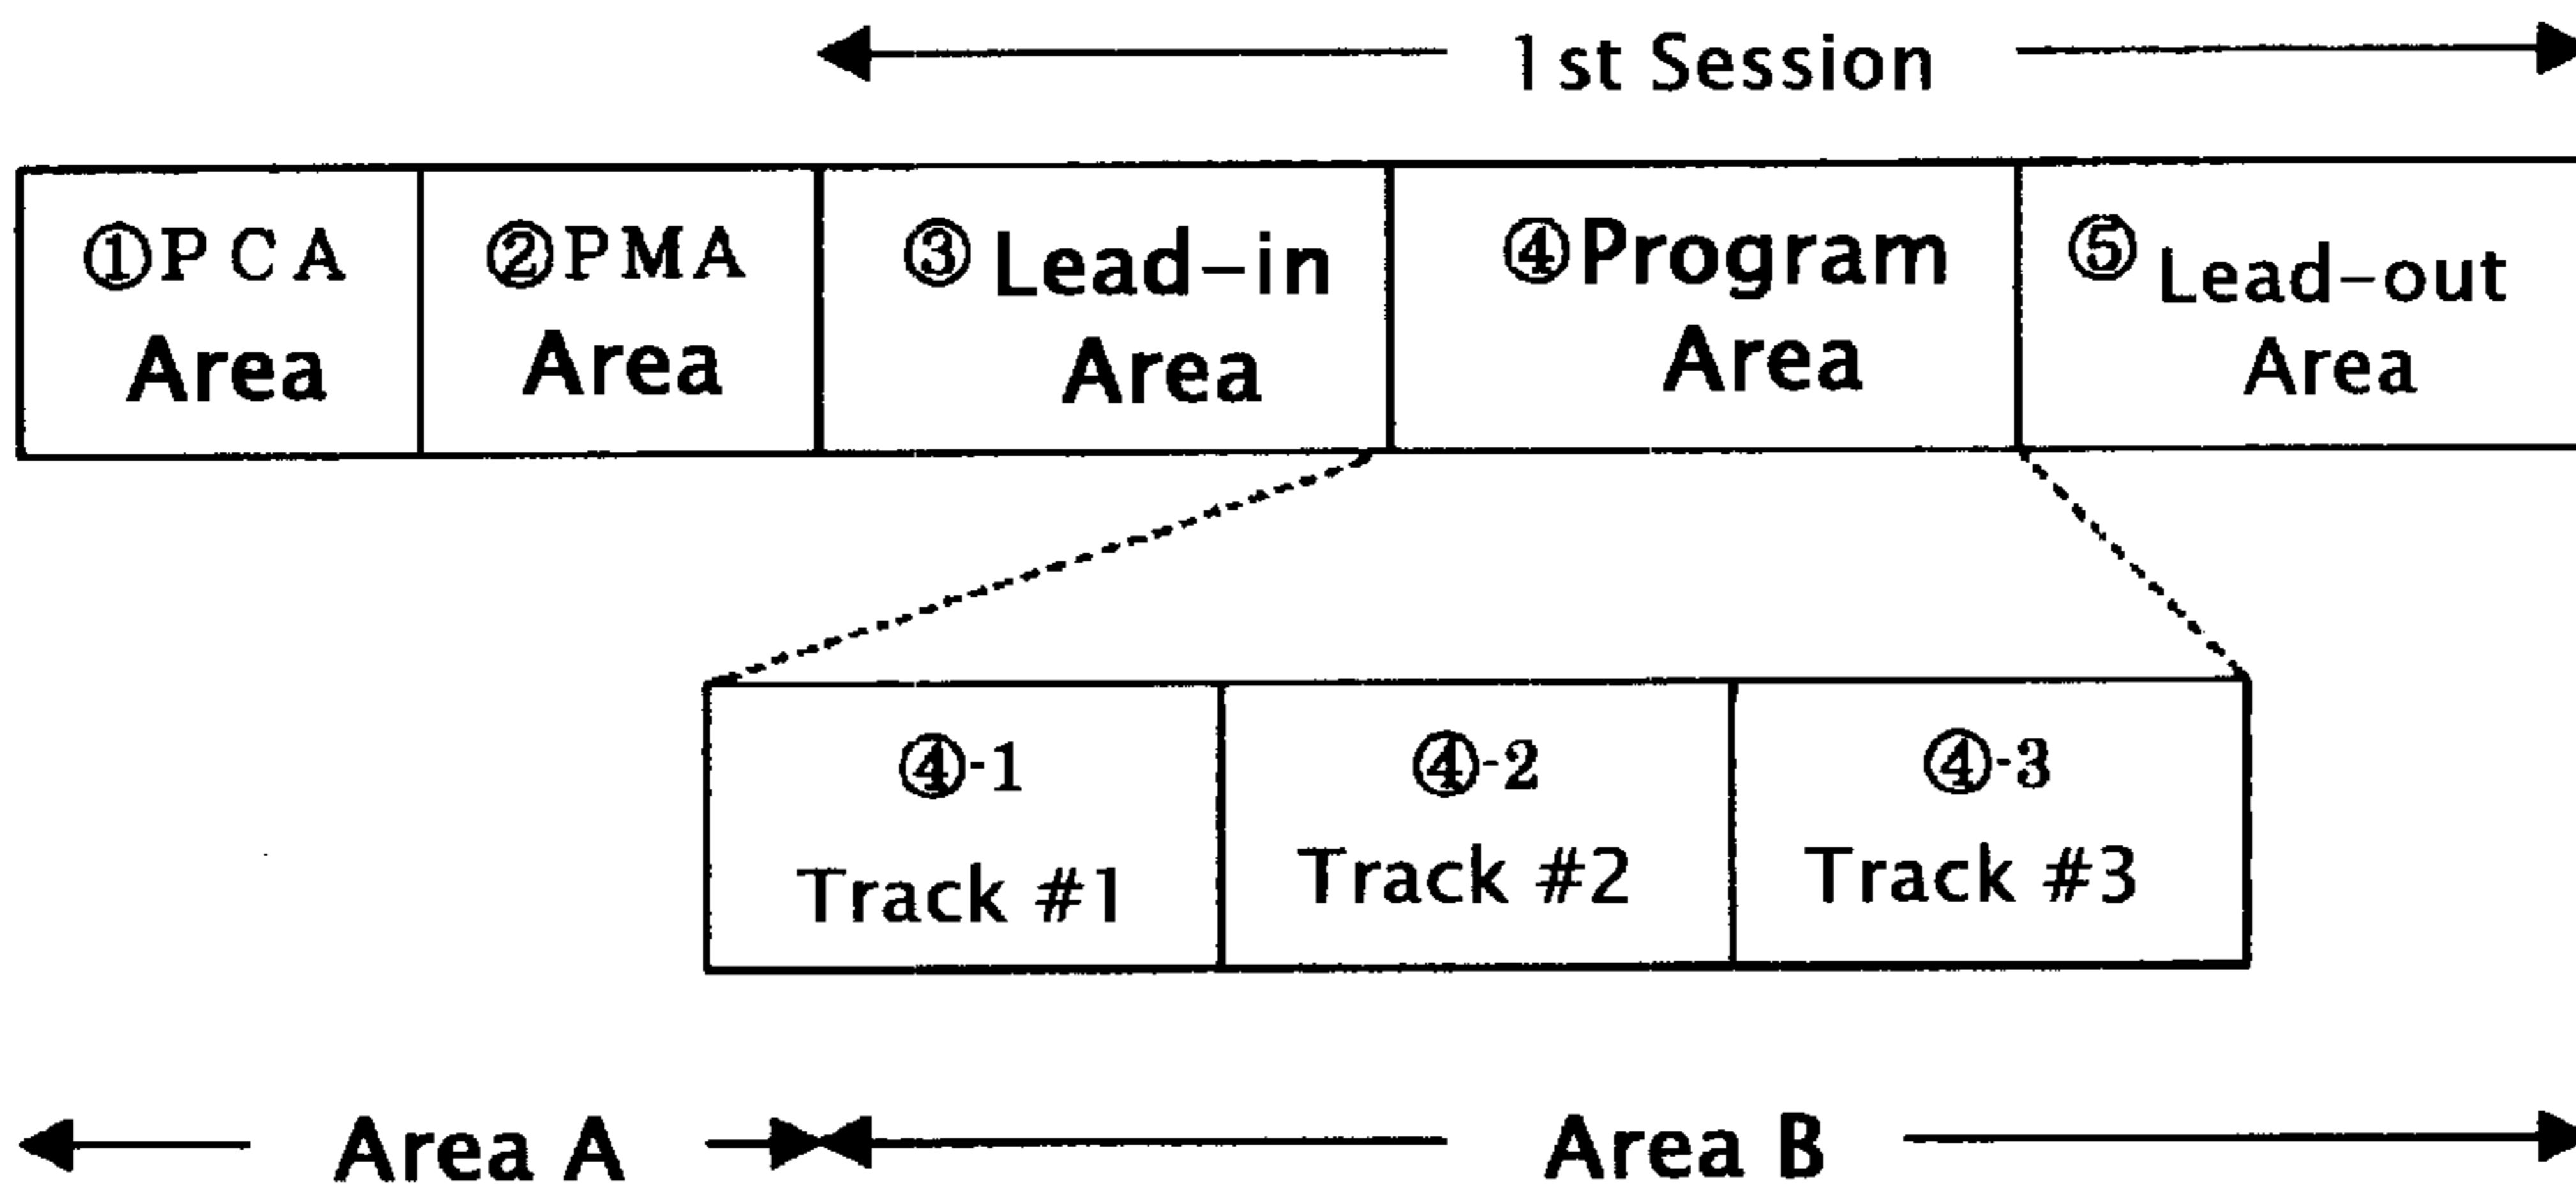 1st Session
①PCA
Area
②PMA
Area
③Lead-in
Area
④Program
Area
⑤Lead-out
Area
④-1
Track #1
④-2
Track #2
④-3
Track #3
Area A
Area B